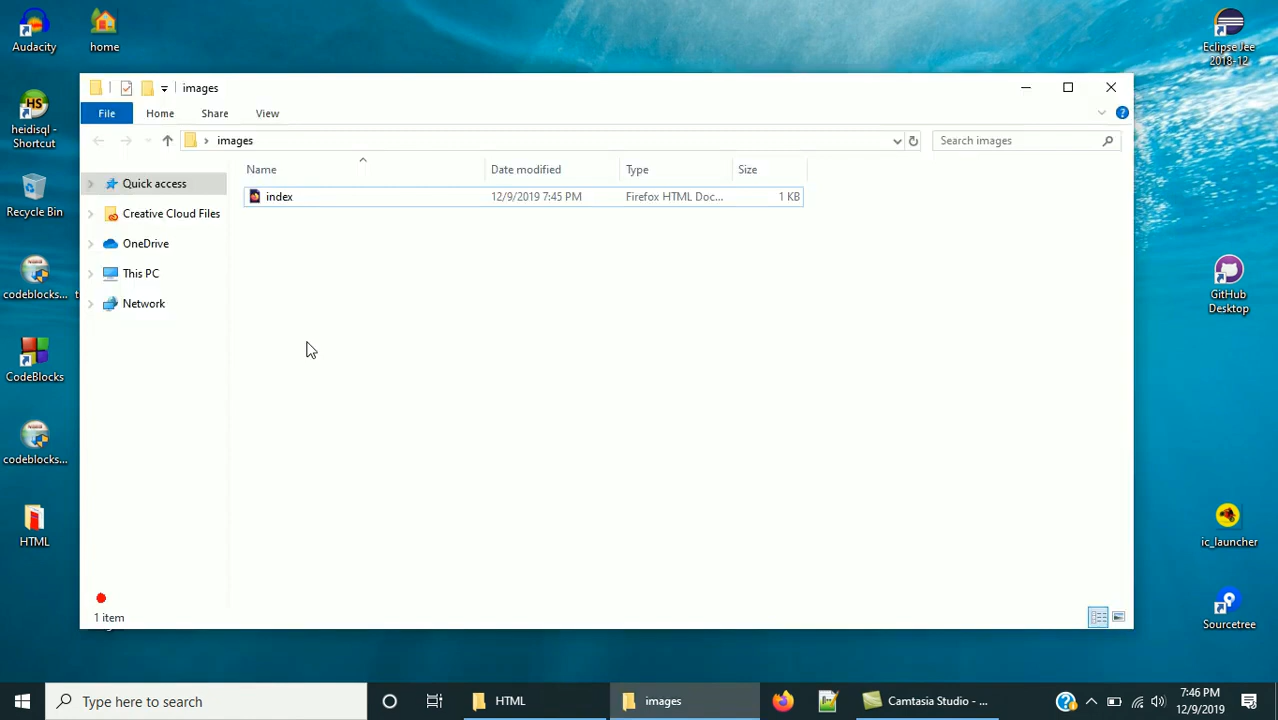 Audacity
home
Eclipse Jee
2018-12
images
File
Home
Share
View
images
Search images
heidisql -
Shortcut
Name
Date modified
Type
Size
Quick access
index
12/9/2019 7:45 PM
Firefox HTML Doc...
1 KB
Recycle Bin
Creative Cloud Files
OneDrive
This PC
Network
codeblocks...
GitHub
Desktop
CodeBlocks
codeblocks...
HTML
ic_launcher
1 item
Sourcetree
Type here to search
HTML
images
Camtasia Studio - ...
7:46 PM
12/9/2019